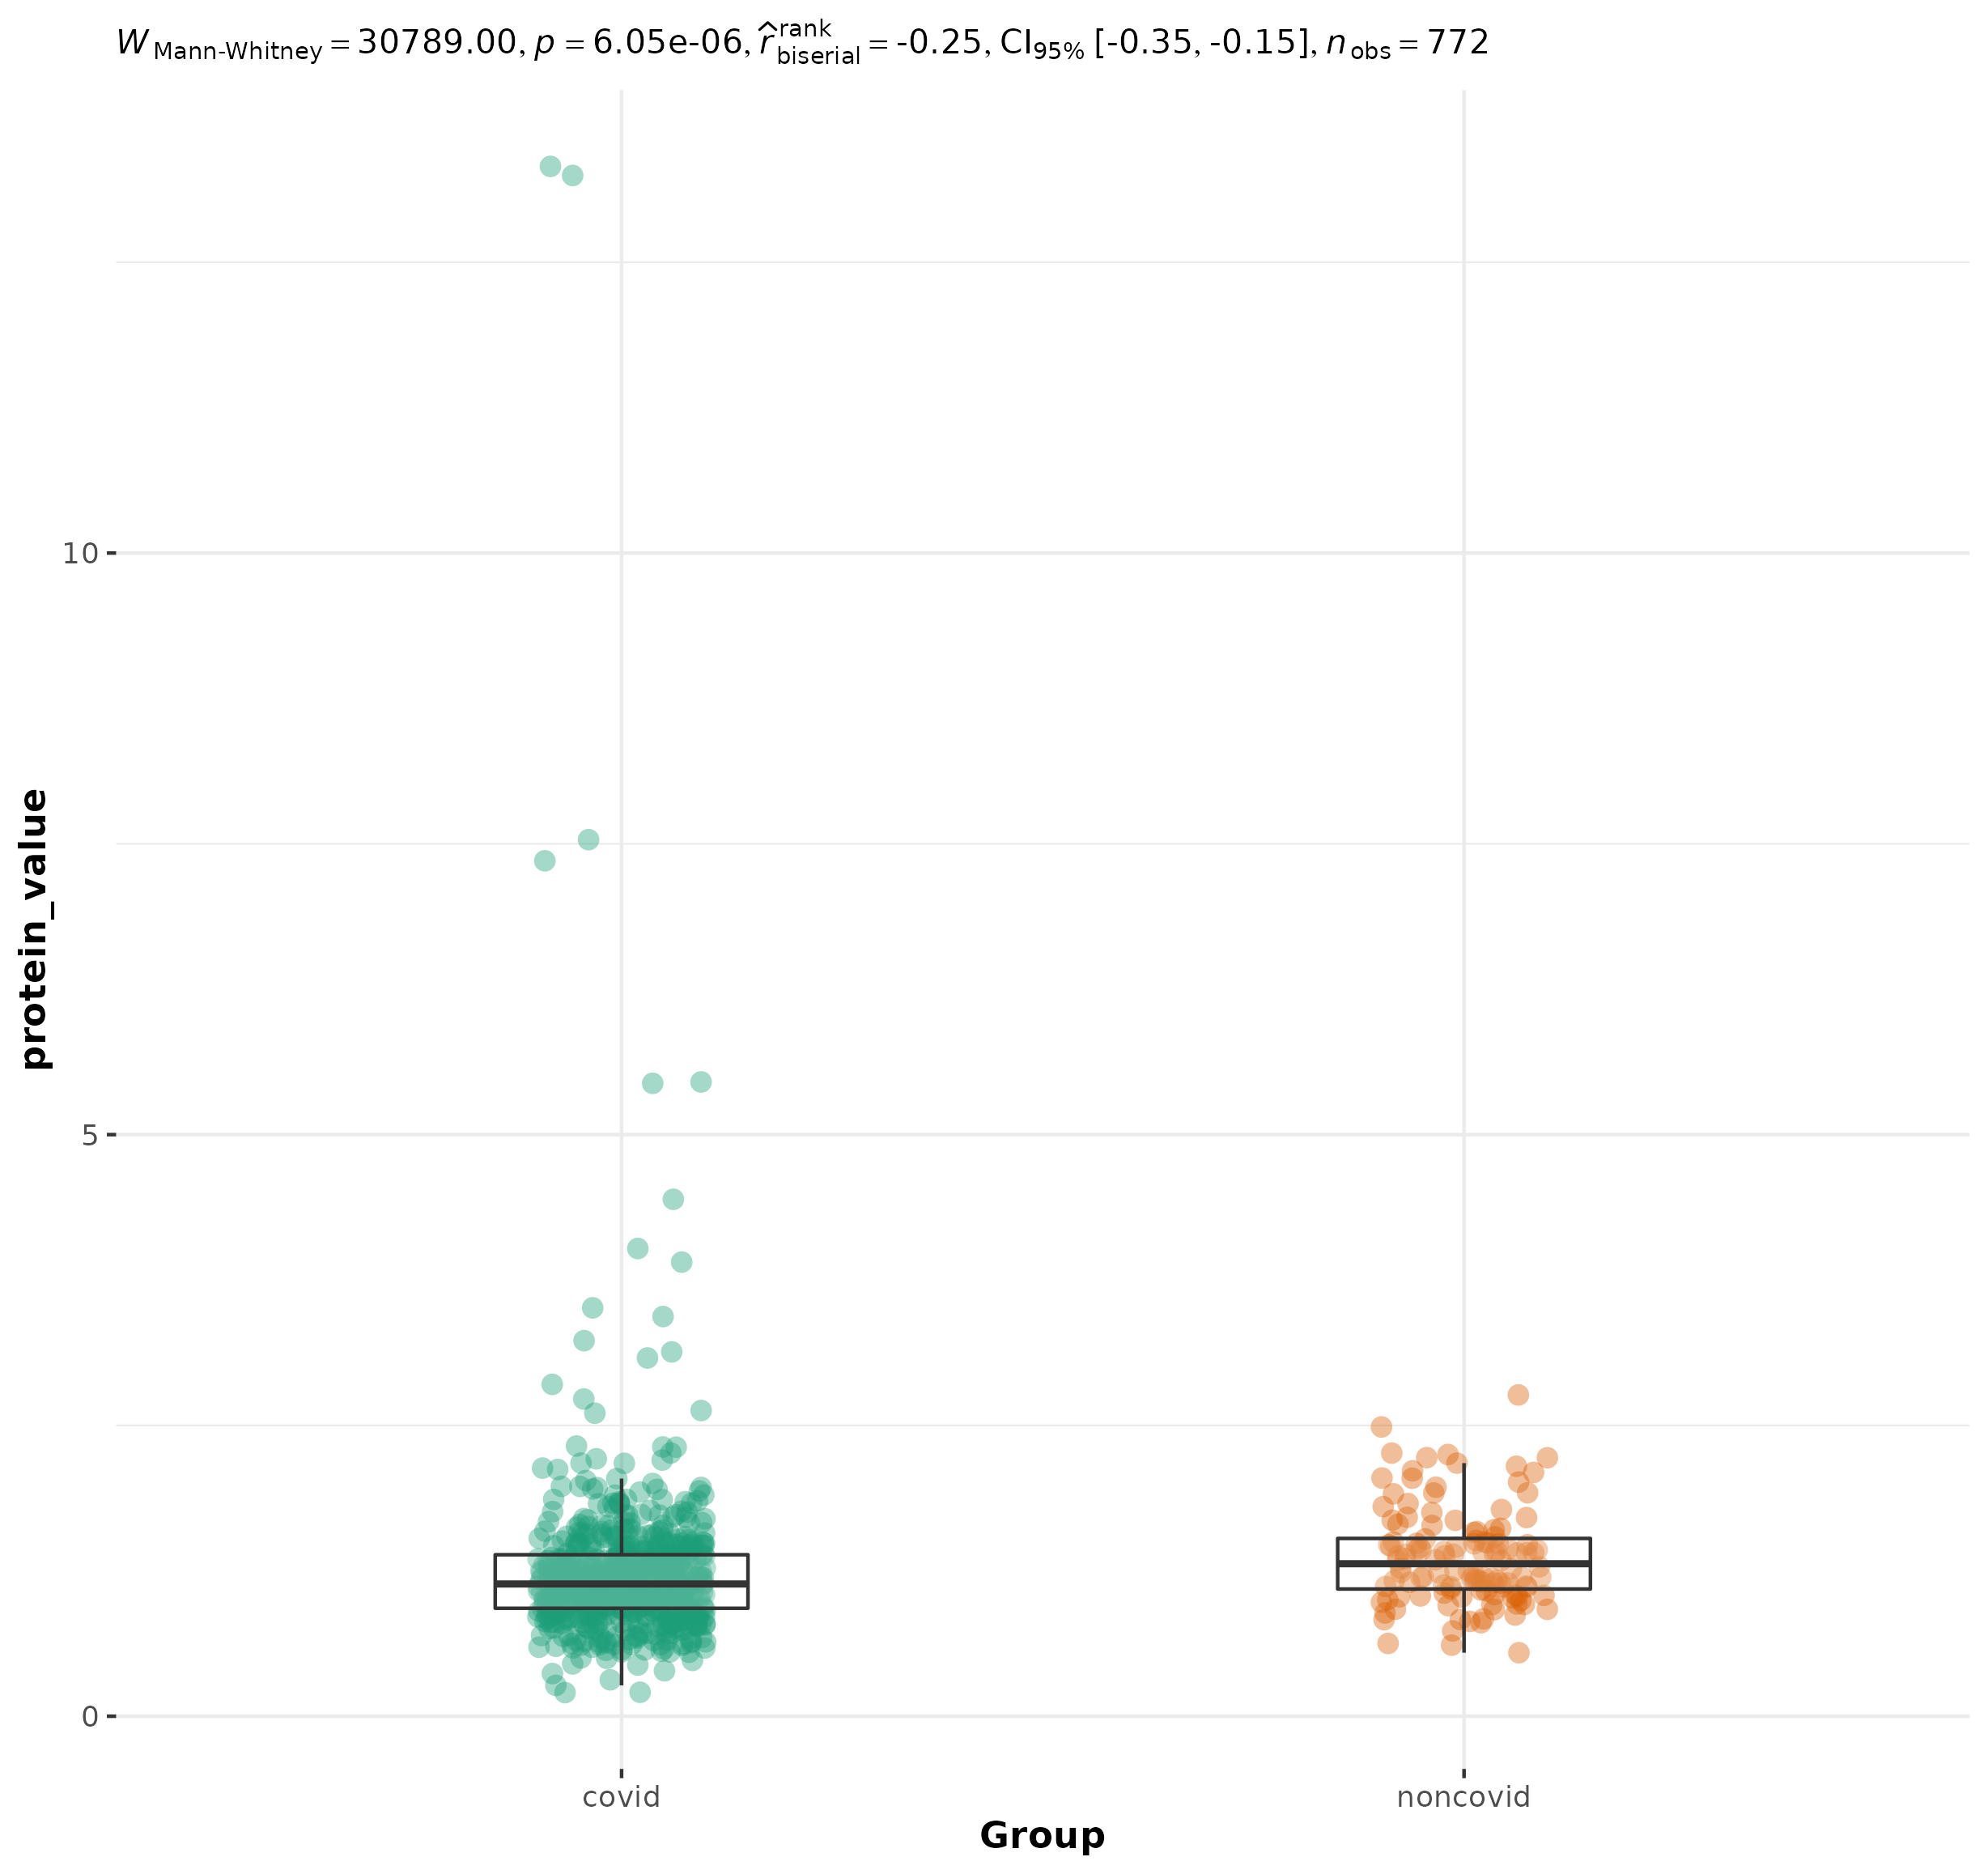 W Mann-Whitney = 30789.00, p = 6.05e-06, r̂ rank biserial = -0.25, CI95% [-0.35, -0.15], n obs = 772
10
5
0
protein_value
covid noncovid
Group